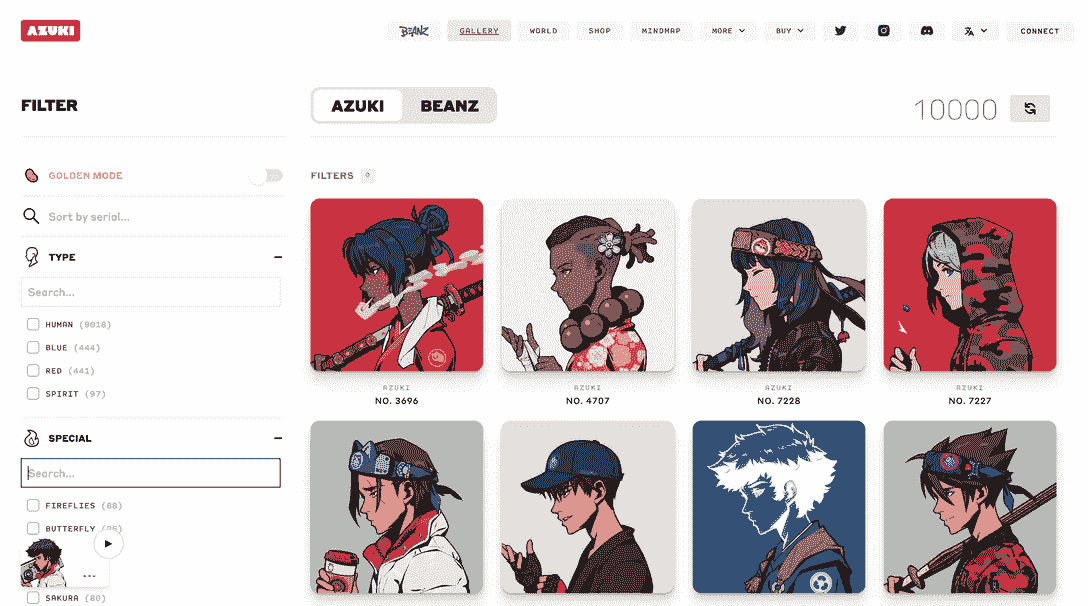 AZUKI
BEANZ
GALLERY
WORLD
SHOP
MINDMAP
MORE
BUY
CONNECT
FILTER
AZUKI
BEANZ
10000
GOLDEN MODE
FILTERS 0
Sort by serial...
TYPE
Search...
HUMAN (9018)
BLUE (444)
RED (441)
SPIRIT (97)
AZUKI
NO. 3696
AZUKI
NO. 4707
AZUKI
NO. 7228
AZUKI
NO. 7227
SPECIAL
Search...
FIREFLIES (88)
BUTTERFLY
SAKURA (80)